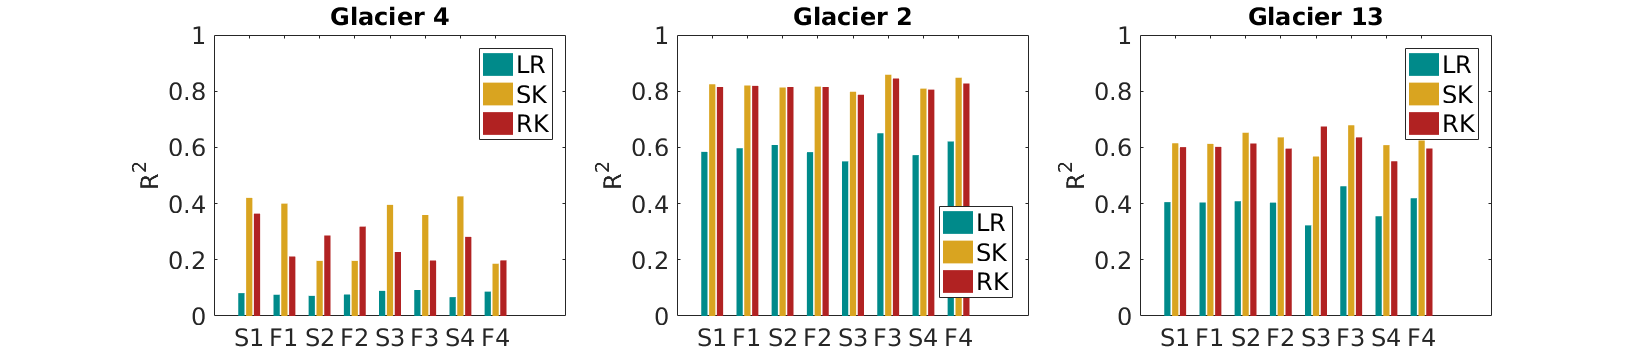 Glacier 4
R²
1
0.8
0.6
0.4
0.2
0
S1 F1 S2 F2 S3 F3 S4 F4
LR
SK
RK
Glacier 2
R²
1
0.8
0.6
0.4
0.2
0
S1 F1 S2 F2 S3 F3 S4 F4
LR
SK
RK
Glacier 13
R²
1
0.8
0.6
0.4
0.2
0
S1 F1 S2 F2 S3 F3 S4 F4
LR
SK
RK